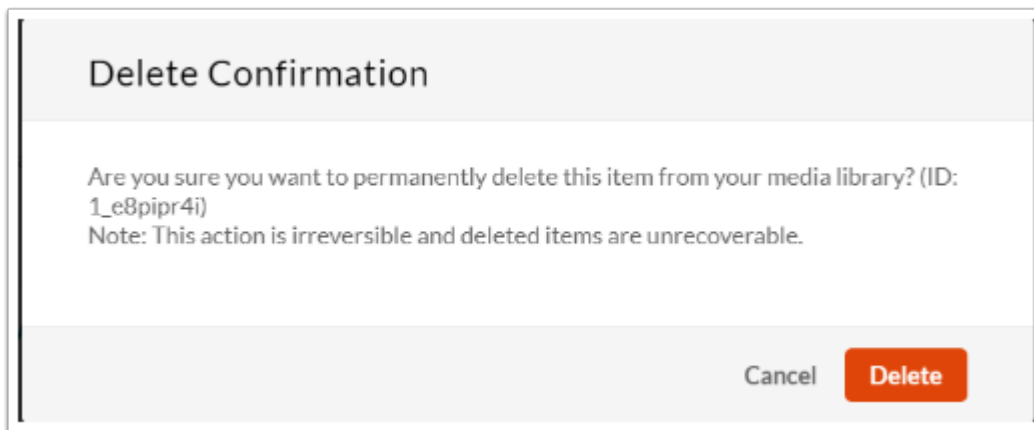 Delete Confirmation
Are you sure you want to permanently delete this item from your media library? (ID:
1_e8pipr4i)
Note: This action is irreversible and deleted items are unrecoverable.
Cancel
Delete